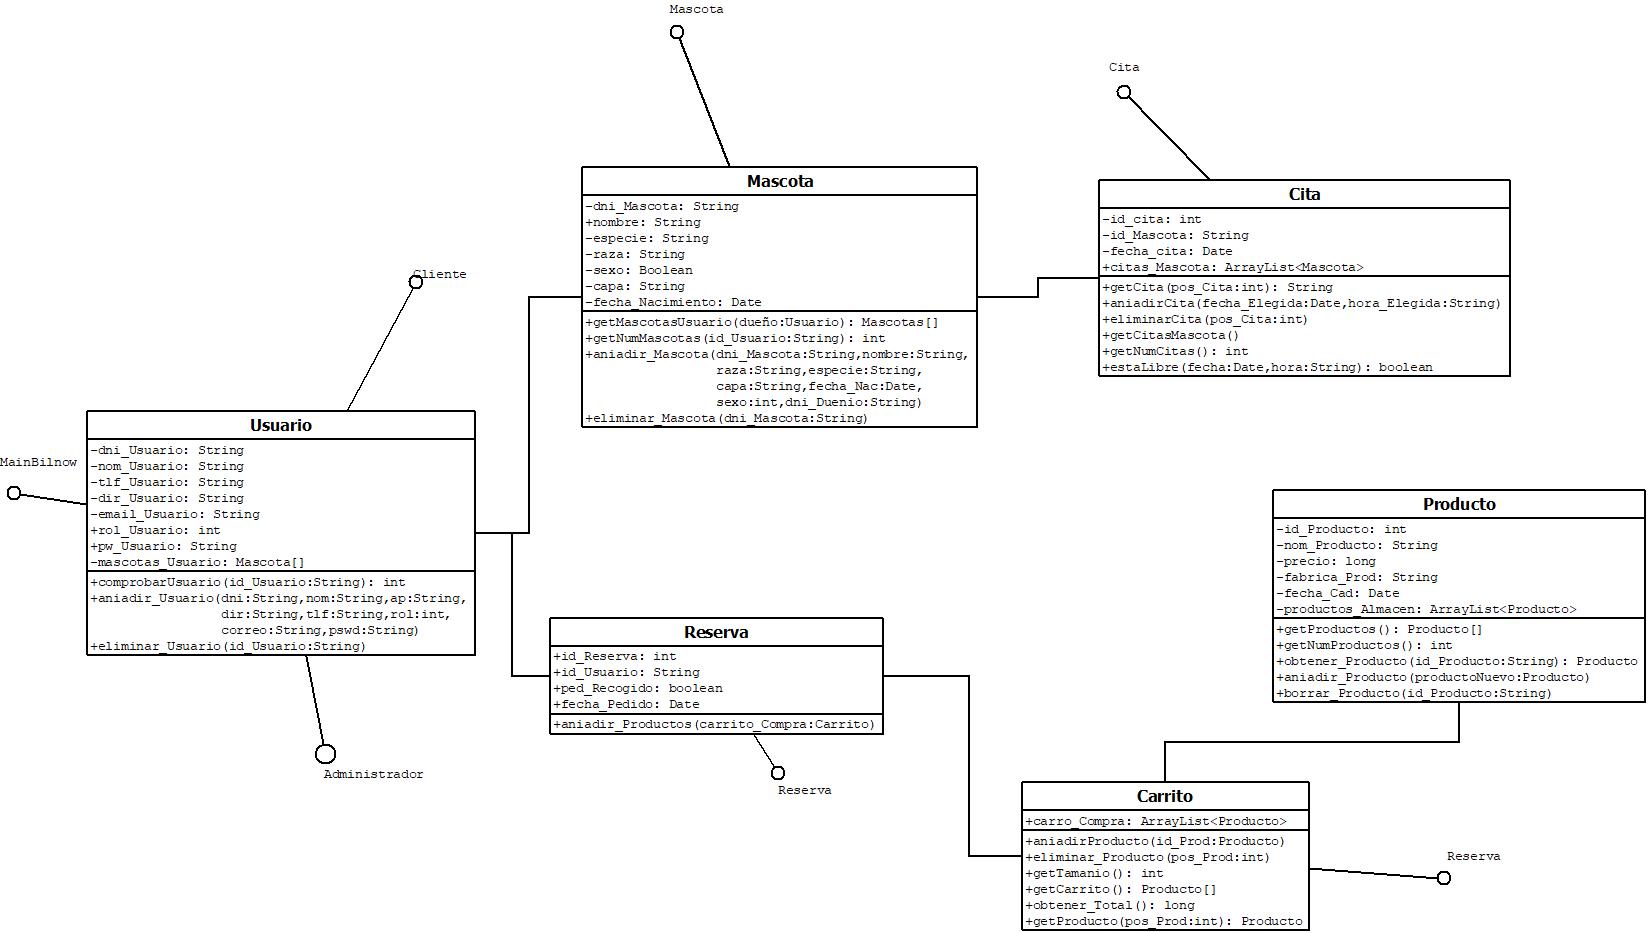 Mascota
Cita
Mascota
-dni_Mascota: String
+nombre: String
-especie: String
-raza: String
-sexo: Boolean
-capa: String
-fecha_Nacimiento: Date
+getMascotasUsuario(dueño:Usuario): Mascotas[]
+getNumMascotas(id_Usuario:String): int
+aniadir_Mascota(dni_Mascota:String,nombre:String,
raza:String,especie:String,
capa:String,fecha_Nac:Date,
sexo:int,dni_Duenio:String)
+eliminar_Mascota(dni_Mascota:String)
Cita
-id_cita: int
-id_Mascota: String
-fecha_cita: Date
+citas_Mascota: ArrayList<Mascota>
+getCita(pos_Cita:int): String
+aniadirCita(fecha_Elegida:Date,hora_Elegida:String)
+eliminarCita(pos_Cita:int)
+getCitasMascota()
+getNumCitas(): int
+estaLibre(fecha:Date,hora:String): boolean
Cliente
MainBilnow
Usuario
-dni_Usuario: String
-nom_Usuario: String
-tlf_Usuario: String
-dir_Usuario: String
-email_Usuario: String
+rol_Usuario: int
+pw_Usuario: String
-mascotas_Usuario: Mascota[]
+comprobarUsuario(id_Usuario:String): int
+aniadir_Usuario(dni:String,nom:String,ap:String,
dir:String,tlf:String,rol:int,
correo:String,pswd:String)
+eliminar_Usuario(id_Usuario:String)
Administrador
Producto
-id_Producto: int
-nom_Producto: String
-precio: long
-fabrica_Prod: String
-fecha_Cad: Date
-productos_Almacen: ArrayList<Producto>
+getProductos(): Producto[]
+getNumProductos(): int
+obtener_Producto(id_Producto:String): Producto
+aniadir_Producto(productoNuevo:Producto)
+borrar_Producto(id_Producto:String)
Reserva
+id_Reserva: int
+id_Usuario: String
+ped_Recogido: boolean
+fecha_Pedido: Date
+aniadir_Productos(carrito_Compra:Carrito)
Reserva
Carrito
+carro_Compra: ArrayList<Producto>
+aniadirProducto(id_Prod:Producto)
+eliminar_Producto(pos_Prod:int)
+getTamanio(): int
+getCarrito(): Producto[]
+obtener_Total(): long
+getProducto(pos_Prod:int): Producto
Reserva